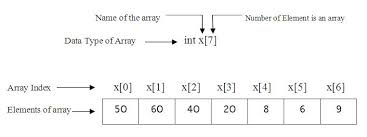 Name of the array
Number of Element is an array
Data Type of Array int x[7]
Array Index x[0] x[1] x[2] x[3] x[4] x[5] x[6]
Elements of array 50 60 40 20 8 6 9